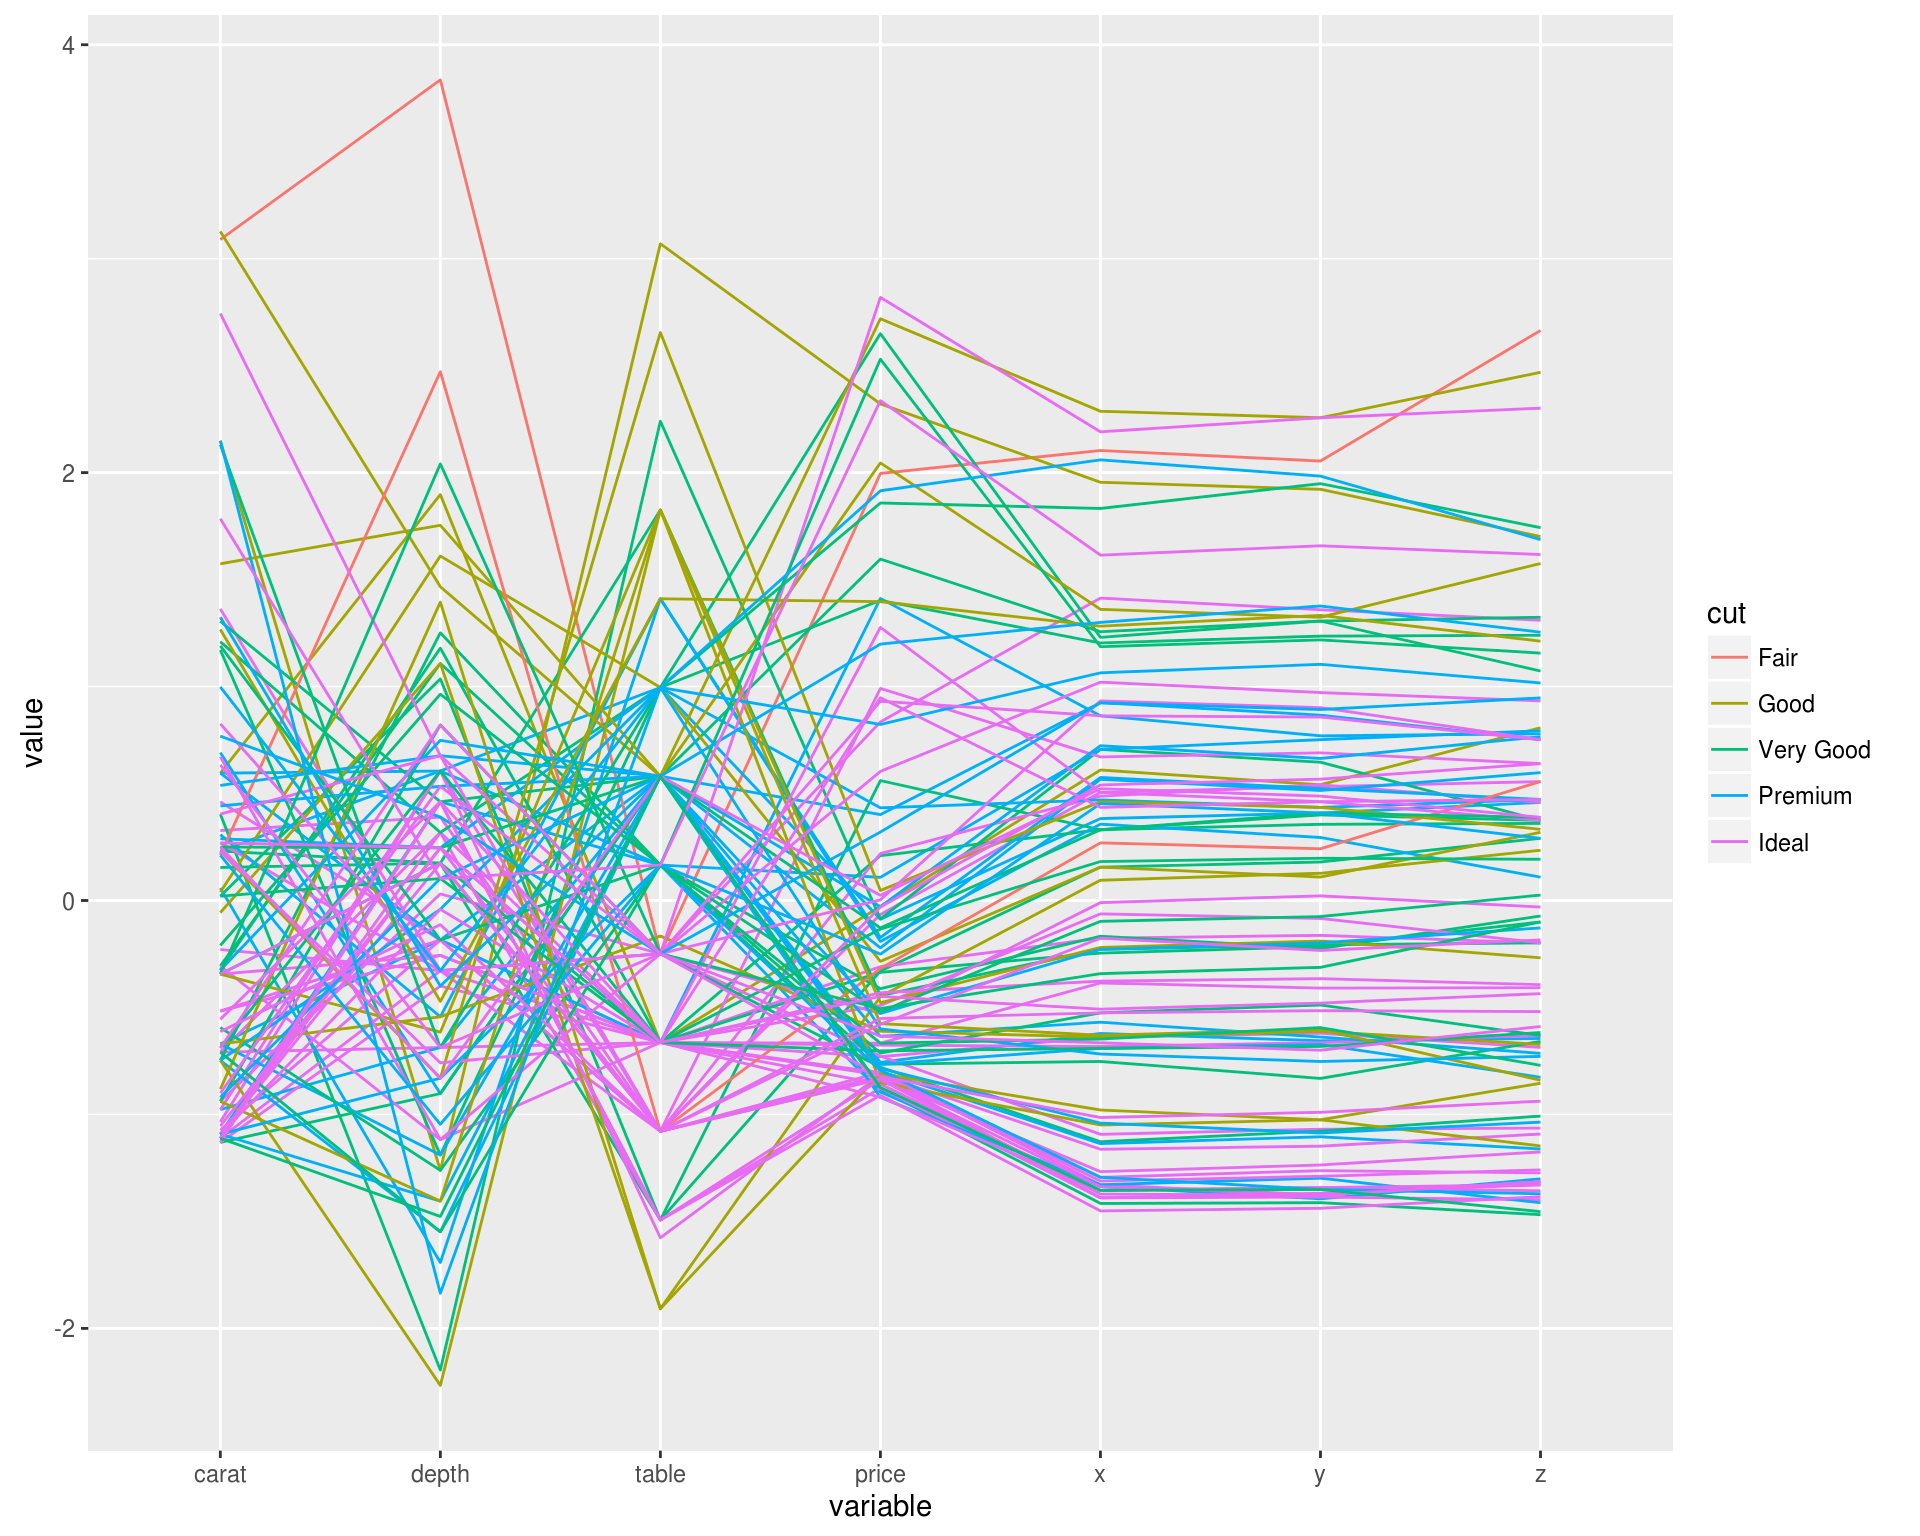 4
2
0
-2
value
carat depth table price x y z
variable
cut
Fair
Good
Very Good
Premium
Ideal